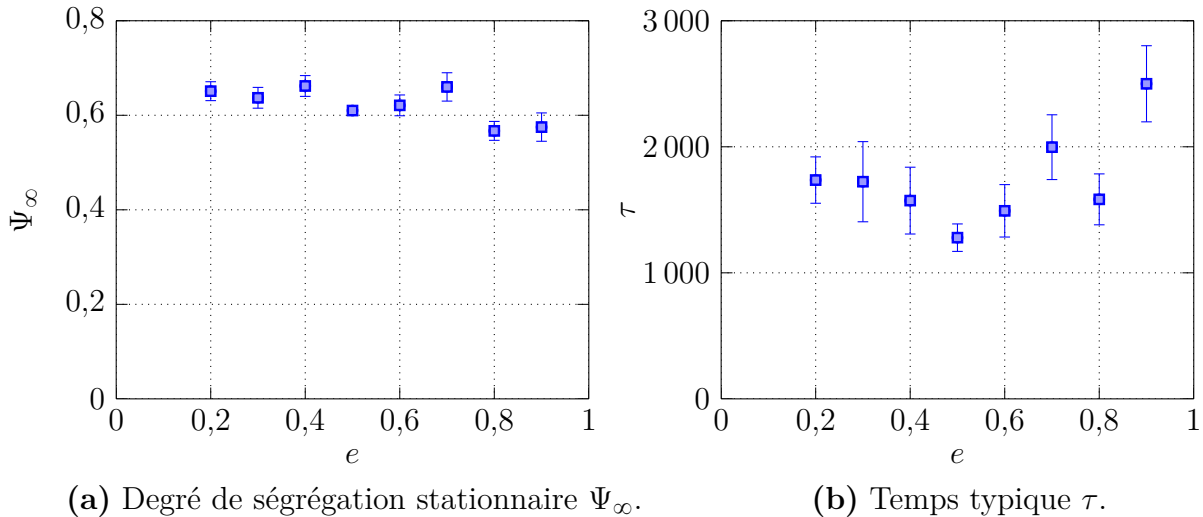 0,8
0,6
0,4
0,2
0
Ψ∞
0 0,2 0,4 0,6 0,8 1
e
(a) Degré de ségrégation stationnaire Ψ∞.
3 000
2 000
1 000
0
τ
0 0,2 0,4 0,6 0,8 1
e
(b) Temps typique τ.